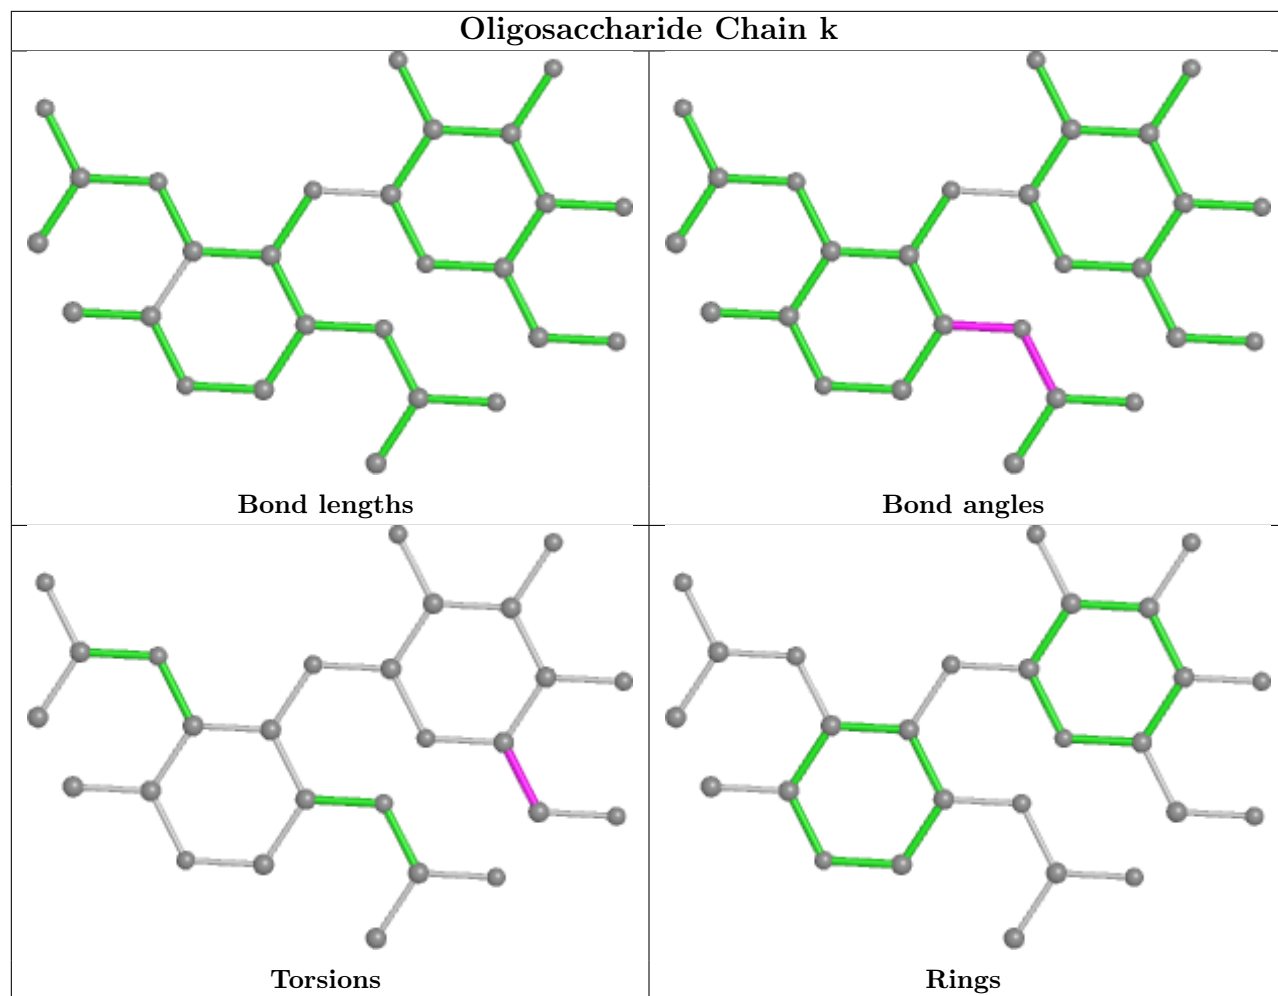 Oligosaccharide Chain k
Bond lengths
Bond angles
Torsions
Rings